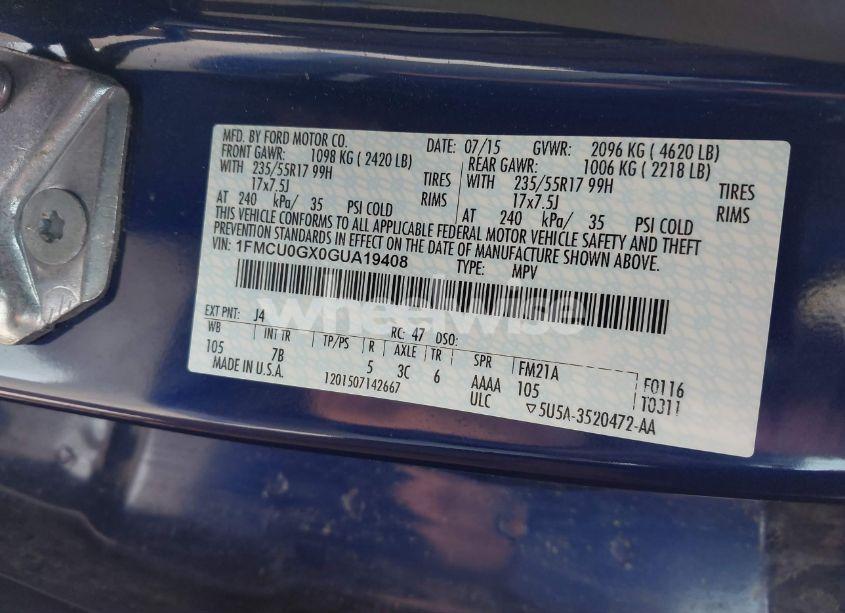 MFD. BY FORD MOTOR CO. DATE: 07/15 GVWR: 2096 KG ( 4620 LB)
FRONT GAWR: 1098 KG ( 2420 LB) REAR GAWR: 1006 KG ( 2218 LB)
WITH 235/55R17 99H TIRES WITH 235/55R17 99H TIRES
17x7.5J RIMS 17x7.5J RIMS
AT 240 kPa/ 35 PSI COLD AT 240 kPa/ 35 PSI COLD
THIS VEHICLE CONFORMS TO ALL APPLICABLE FEDERAL MOTOR VEHICLE SAFETY AND THEFT
PREVENTION STANDARDS IN EFFECT ON THE DATE OF MANUFACTURE SHOWN ABOVE.
VIN: 1FMCU0GX0GUA19408 TYPE: MPV
wheelwise
EXT PNT: J4 RC: 47 DSO:
WB INT TR TP/PS R AXLE TR SPR FM21A
105 7B 5 3C 6 AAAA 105 F0116
MADE IN U.S.A. 1201507142667 ULC ▽5U5A-3520472-AA T0311